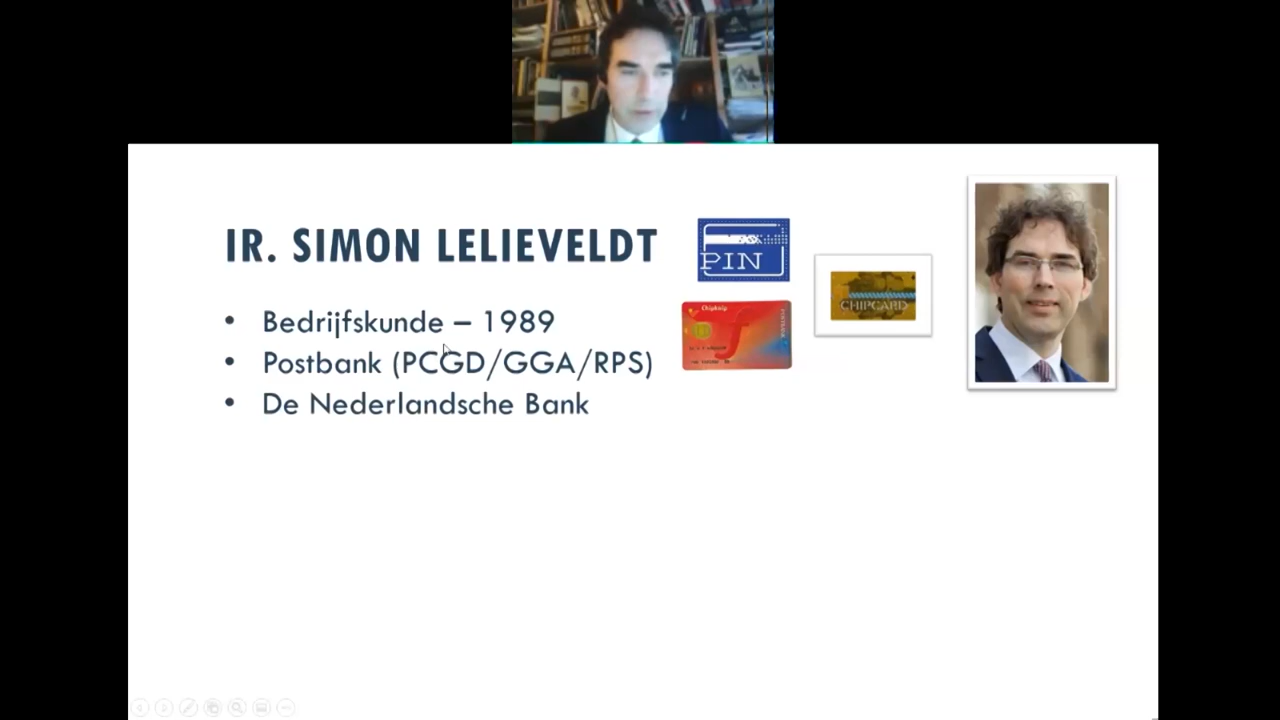 IR. SIMON LELIEVELDT
PIN
CHIPCARD
Chipknip
• Bedrijfskunde – 1989
• Postbank (PCGD/GGA/RPS)
• De Nederlandsche Bank